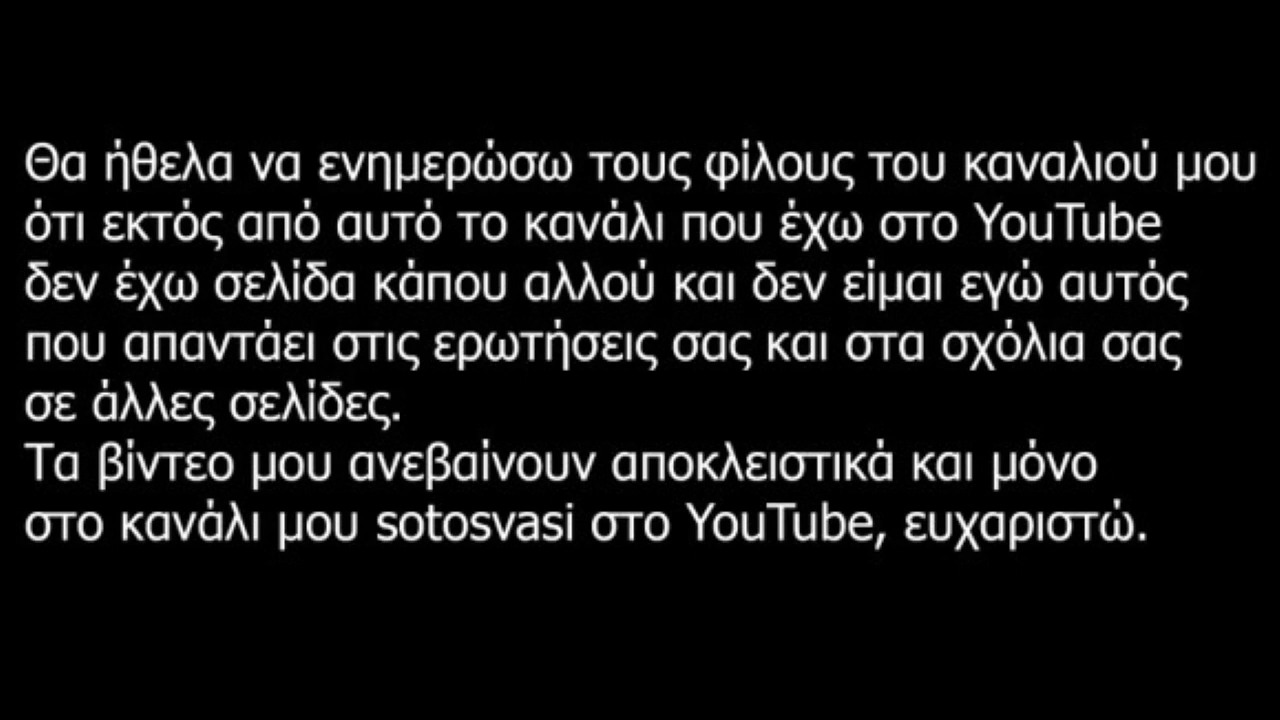 Θα ήθελα να ενημερώσω τους φίλους του καναλιού μου
ότι εκτός από αυτό το κανάλι που έχω στο YouTube
δεν έχω σελίδα κάπου αλλού και δεν είμαι εγώ αυτός
που απαντάει στις ερωτήσεις σας και στα σχόλια σας
σε άλλες σελίδες.
Τα βίντεο μου ανεβαίνουν αποκλειστικά και μόνο
στο κανάλι μου sotosvasi στο YouTube, ευχαριστώ.